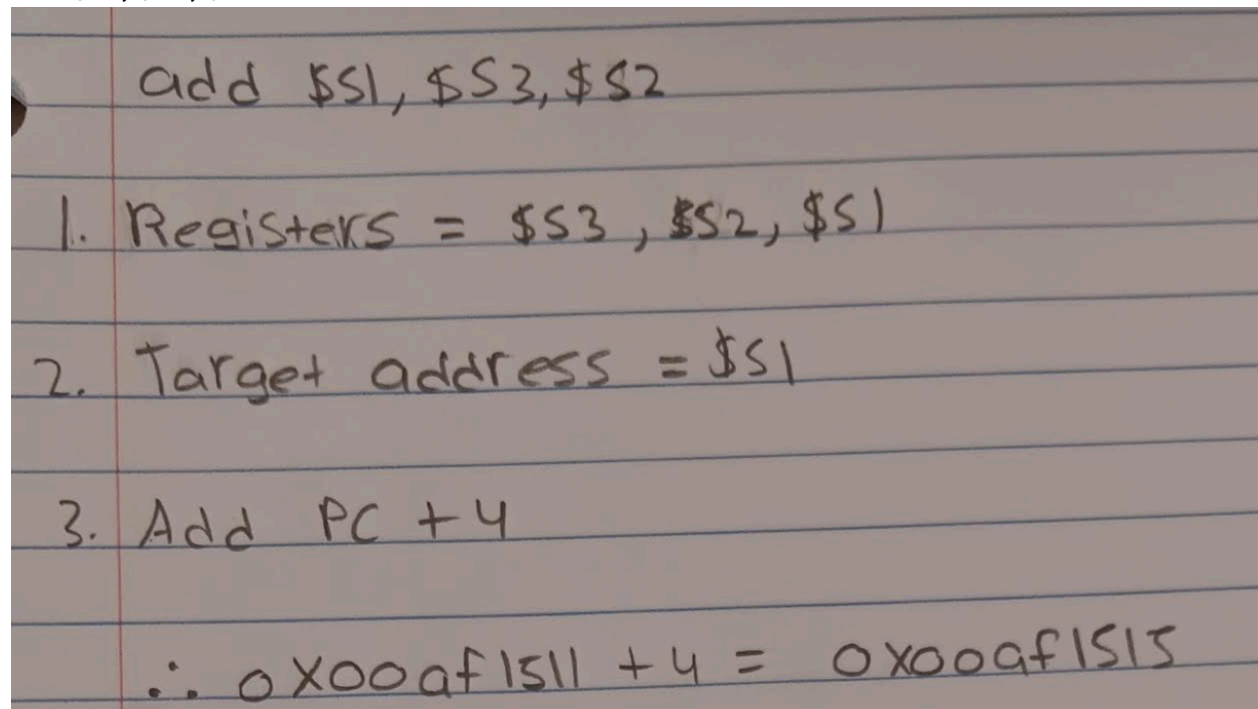 add $S1, $S3, $S2
1. Registers = $S3, $S2, $S1
2. Target address = $S1
3. Add PC + 4
∴ 0X00af1511 + 4 = 0X00af1515